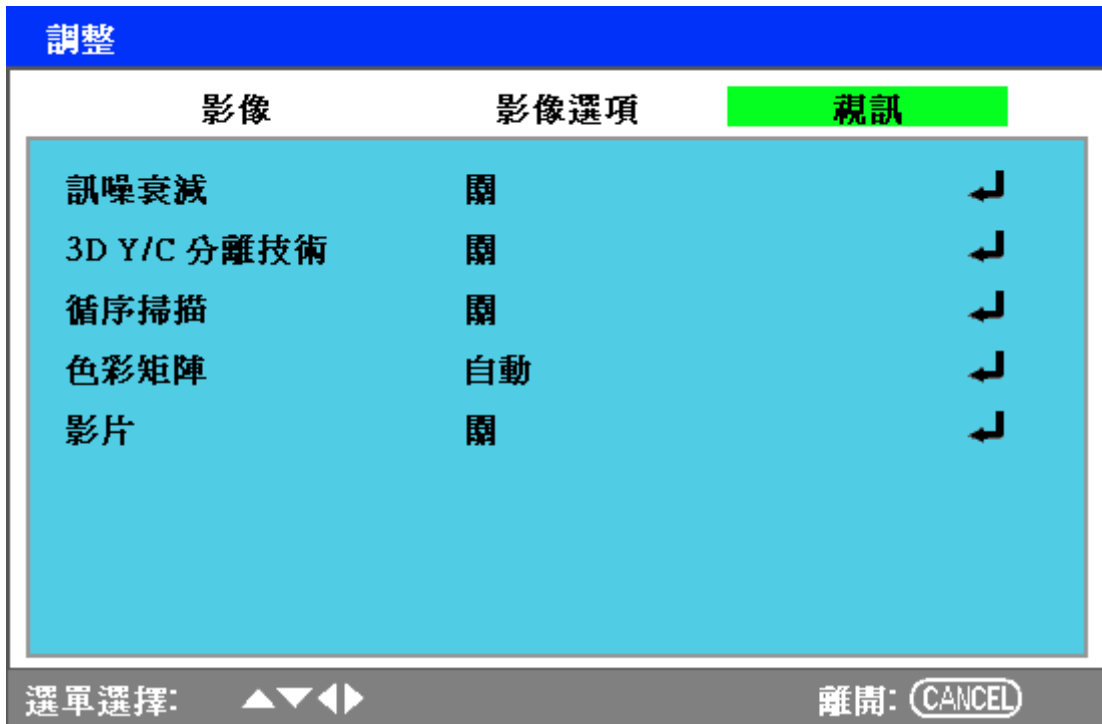 調整
影像 影像選項 視訊
訊噪衰減 關
3D Y/C 分離技術 關
循序掃描 關
色彩矩陣 自動
影片 關
選單選擇: ▲▼◀▶ 離開: CANCEL